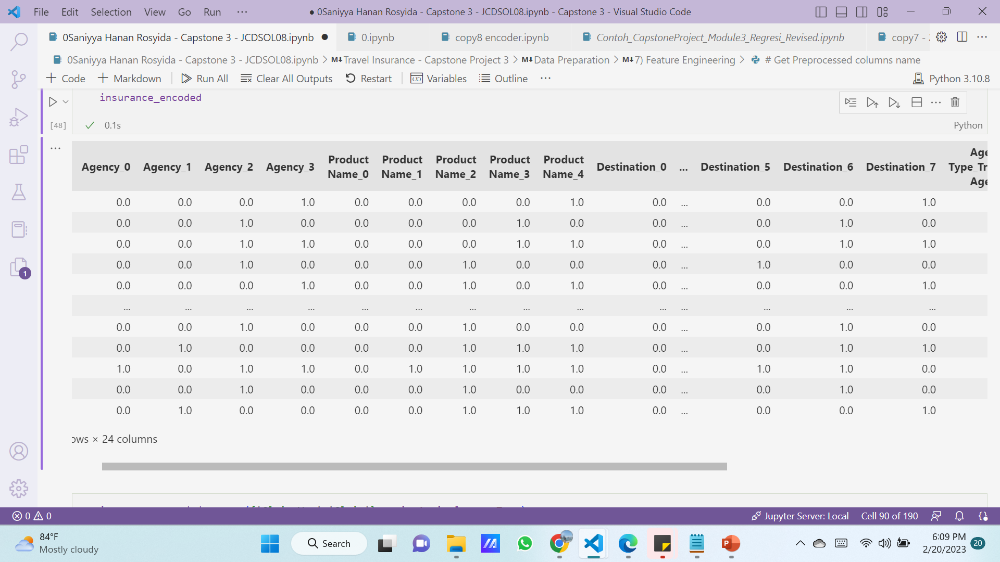 File Edit Selection View Go Run ··· ● 0Saniyya Hanan Rosyida - Capstone 3 - JCDSOL08.ipynb - Capstone 3 - Visual Studio Code
0Saniyya Hanan Rosyida - Capstone 3 - JCDSOL08.ipynb ● 0.ipynb copy8 encoder.ipynb Contoh_CapstoneProject_Module3_Regresi_Revised.ipynb copy7 -
0Saniyya Hanan Rosyida - Capstone 3 - JCDSOL08.ipynb > M↓Travel Insurance - Capstone Project 3 > M↓Data Preparation > M↓7) Feature Engineering > # Get Preprocessed columns name
+ Code + Markdown Run All Clear All Outputs Restart Variables Outline ··· Python 3.10.8
insurance_encoded
[48] 0.1s Python
Agency_0 Agency_1 Agency_2 Agency_3 Product Name_0 Product Name_1 Product Name_2 Product Name_3 Product Name_4 Destination_0 ... Destination_5 Destination_6 Destination_7 Age Type_Tr Age
0.0 0.0 0.0 1.0 0.0 0.0 0.0 0.0 1.0 0.0 ... 0.0 0.0 1.0
0.0 0.0 1.0 0.0 0.0 0.0 0.0 1.0 0.0 0.0 ... 0.0 1.0 0.0
0.0 0.0 1.0 1.0 0.0 0.0 0.0 1.0 1.0 0.0 ... 0.0 1.0 1.0
0.0 0.0 1.0 0.0 0.0 0.0 1.0 0.0 0.0 0.0 ... 1.0 0.0 0.0
0.0 0.0 0.0 1.0 0.0 0.0 1.0 0.0 1.0 0.0 ... 0.0 0.0 1.0
... ... ... ... ... ... ... ... ... ... ... ... ... ...
0.0 0.0 1.0 0.0 0.0 0.0 1.0 0.0 0.0 0.0 ... 0.0 1.0 0.0
0.0 1.0 0.0 0.0 0.0 0.0 1.0 1.0 1.0 0.0 ... 0.0 1.0 1.0
1.0 0.0 1.0 1.0 0.0 1.0 1.0 1.0 1.0 0.0 ... 1.0 1.0 0.0
0.0 0.0 1.0 0.0 0.0 0.0 1.0 0.0 0.0 0.0 ... 0.0 1.0 0.0
0.0 1.0 0.0 0.0 0.0 0.0 1.0 1.0 1.0 0.0 ... 0.0 0.0 1.0
ows × 24 columns
1
0 0 Jupyter Server: Local Cell 90 of 190
84°F
Mostly cloudy
Search
6:09 PM
2/20/2023
20